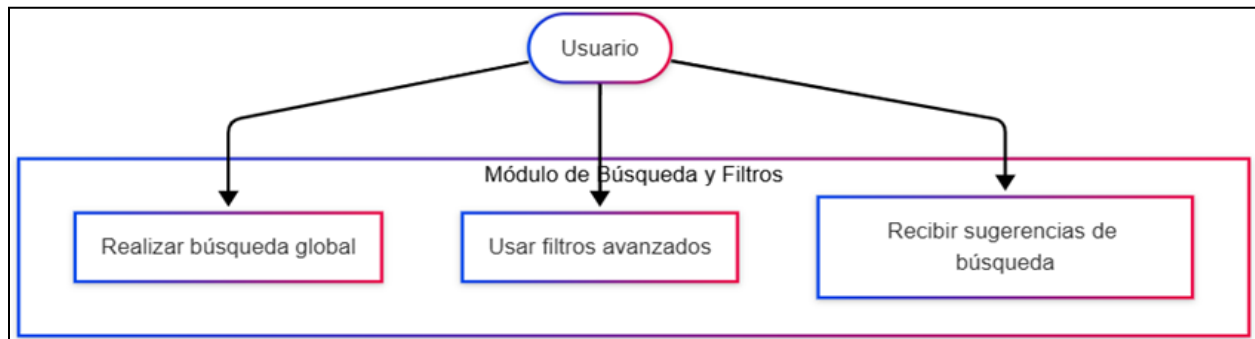 Usuario
Módulo de Búsqueda y Filtros
Realizar búsqueda global
Usar filtros avanzados
Recibir sugerencias de
búsqueda